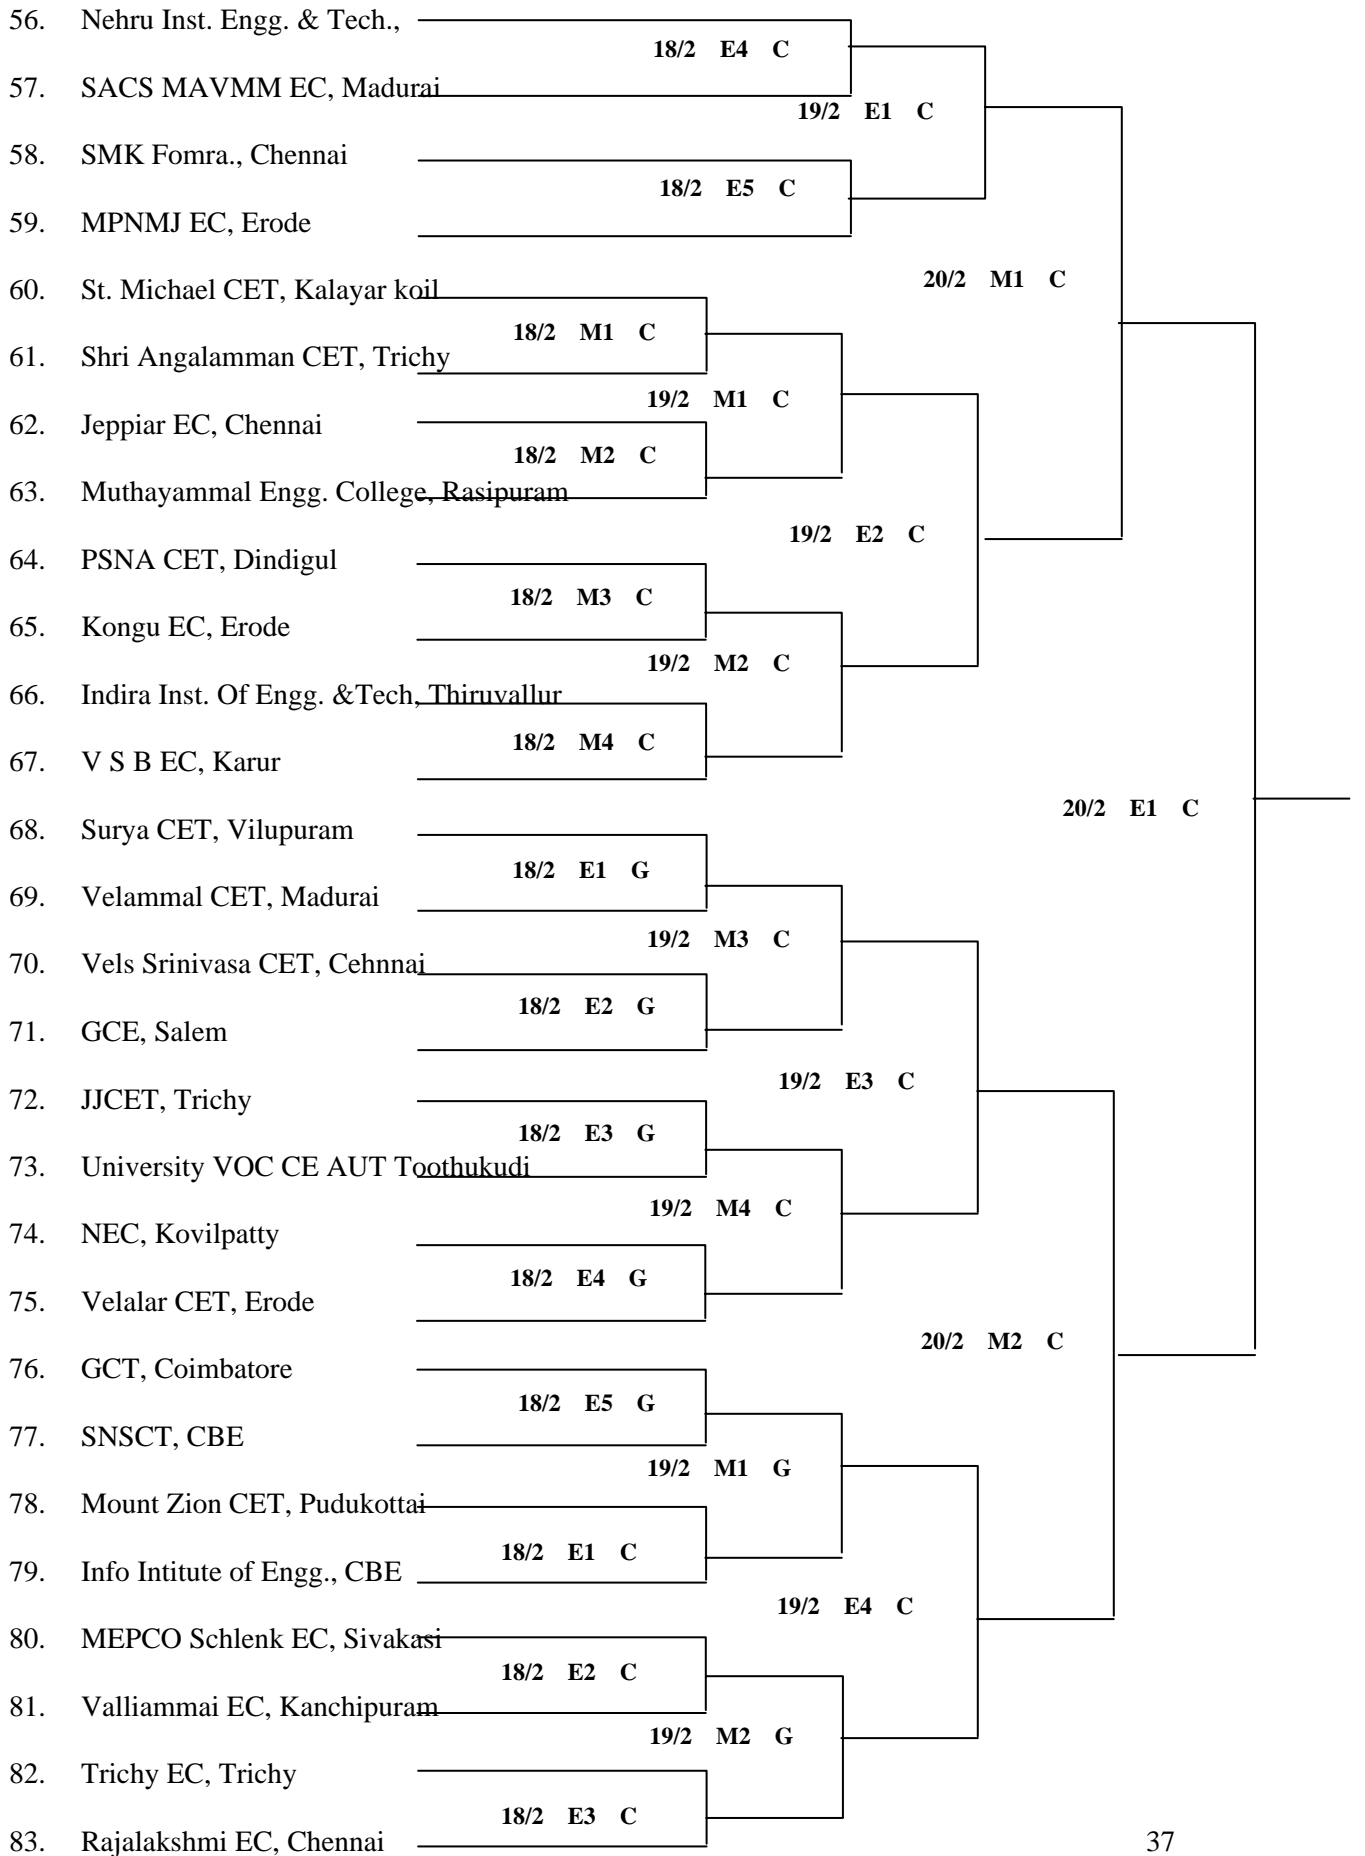 56. Nehru Inst. Engg. & Tech.,
18/2 E4 C
57. SACS MAVMM EC, Madurai
19/2 E1 C
58. SMK Fomra., Chennai
18/2 E5 C
59. MPNMJ EC, Erode
20/2 M1 C
60. St. Michael CET, Kalayar koil
18/2 M1 C
61. Shri Angalamman CET, Trichy
19/2 M1 C
62. Jeppiar EC, Chennai
18/2 M2 C
63. Muthayammal Engg. College, Rasipuram
19/2 E2 C
64. PSNA CET, Dindigul
18/2 M3 C
65. Kongu EC, Erode
19/2 M2 C
66. Indira Inst. Of Engg. &Tech, Thiruvallur
18/2 M4 C
67. V S B EC, Karur
20/2 E1 C
68. Surya CET, Vilupuram
18/2 E1 G
69. Velammal CET, Madurai
19/2 M3 C
70. Vels Srinivasa CET, Cehnnai
18/2 E2 G
71. GCE, Salem
19/2 E3 C
72. JJCET, Trichy
18/2 E3 G
73. University VOC CE AUT Toothukudi
19/2 M4 C
74. NEC, Kovilpatty
18/2 E4 G
75. Velalar CET, Erode
20/2 M2 C
76. GCT, Coimbatore
18/2 E5 G
77. SNSCT, CBE
19/2 M1 G
78. Mount Zion CET, Pudukottai
18/2 E1 C
79. Info Intitute of Engg., CBE
19/2 E4 C
80. MEPCO Schlenk EC, Sivakasi
18/2 E2 C
81. Valliammai EC, Kanchipuram
19/2 M2 G
82. Trichy EC, Trichy
18/2 E3 C
83. Rajalakshmi EC, Chennai
37